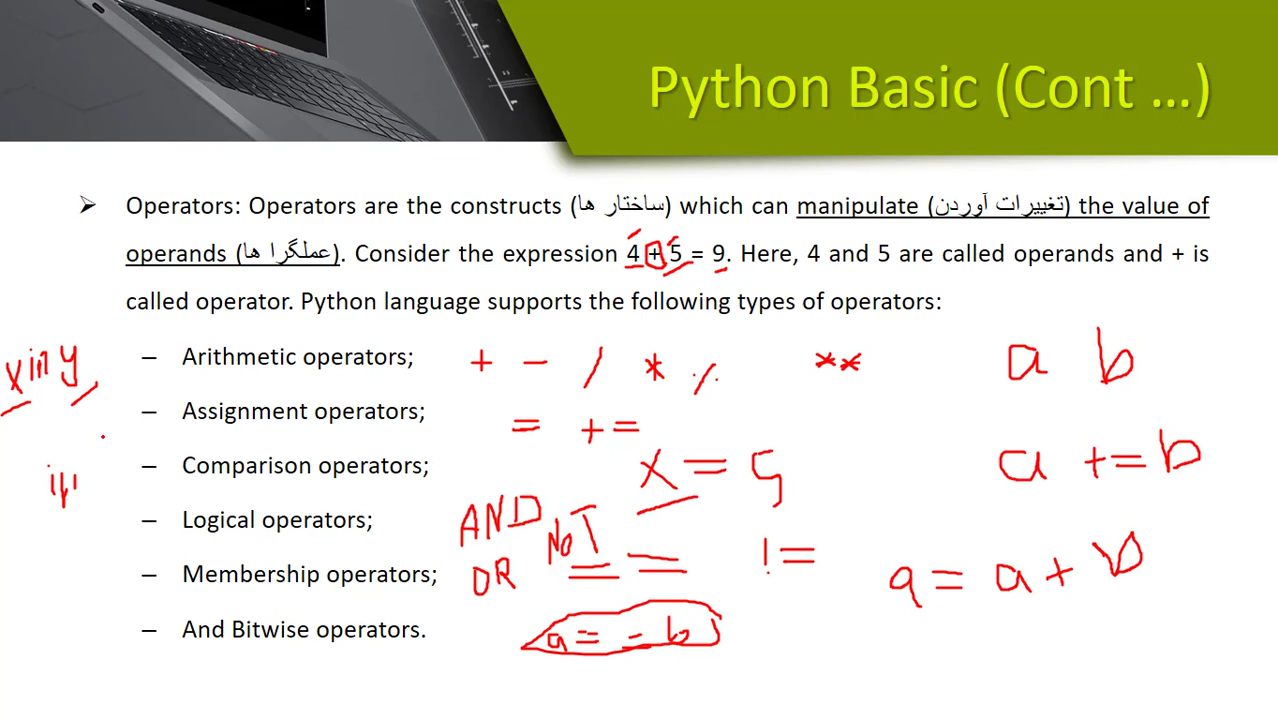 Python Basic (Cont …)
➢ Operators: Operators are the constructs (ساختار ها) which can manipulate (تغییرات آوردن) the value of
operands (عملگرا ها). Consider the expression 4 + 5 = 9. Here, 4 and 5 are called operands and + is
called operator. Python language supports the following types of operators:
x in y
– Arithmetic operators; + − / * % ** a b
– Assignment operators; = +=
– Comparison operators; x = 5 a += b
– Logical operators; AND NOT
– Membership operators; OR == != a = a + b
– And Bitwise operators. a == b